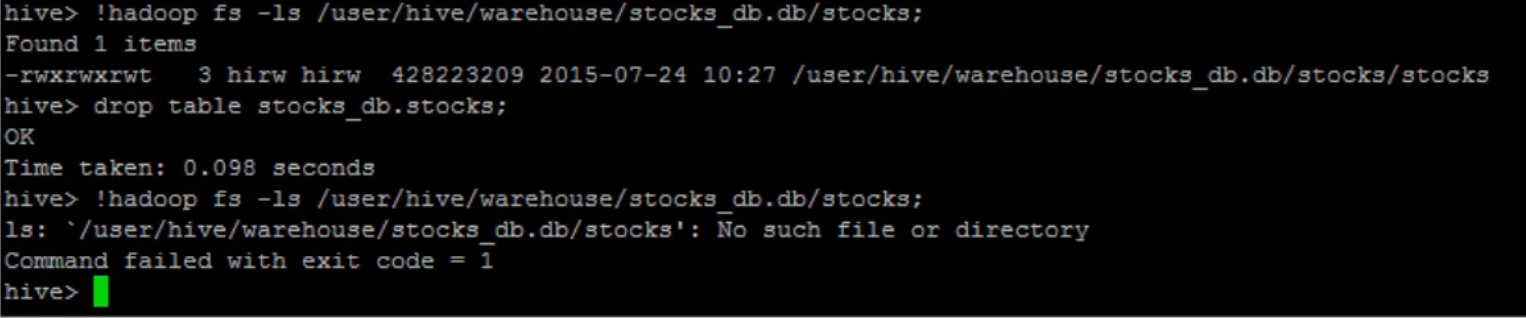 hive> !hadoop fs -ls /user/hive/warehouse/stocks_db.db/stocks;
Found 1 items
-rwxrwxrwt   3 hirw hirw  428223209 2015-07-24 10:27 /user/hive/warehouse/stocks_db.db/stocks/stocks
hive> drop table stocks_db.stocks;
OK
Time taken: 0.098 seconds
hive> !hadoop fs -ls /user/hive/warehouse/stocks_db.db/stocks;
ls: `/user/hive/warehouse/stocks_db.db/stocks': No such file or directory
Command failed with exit code = 1
hive>